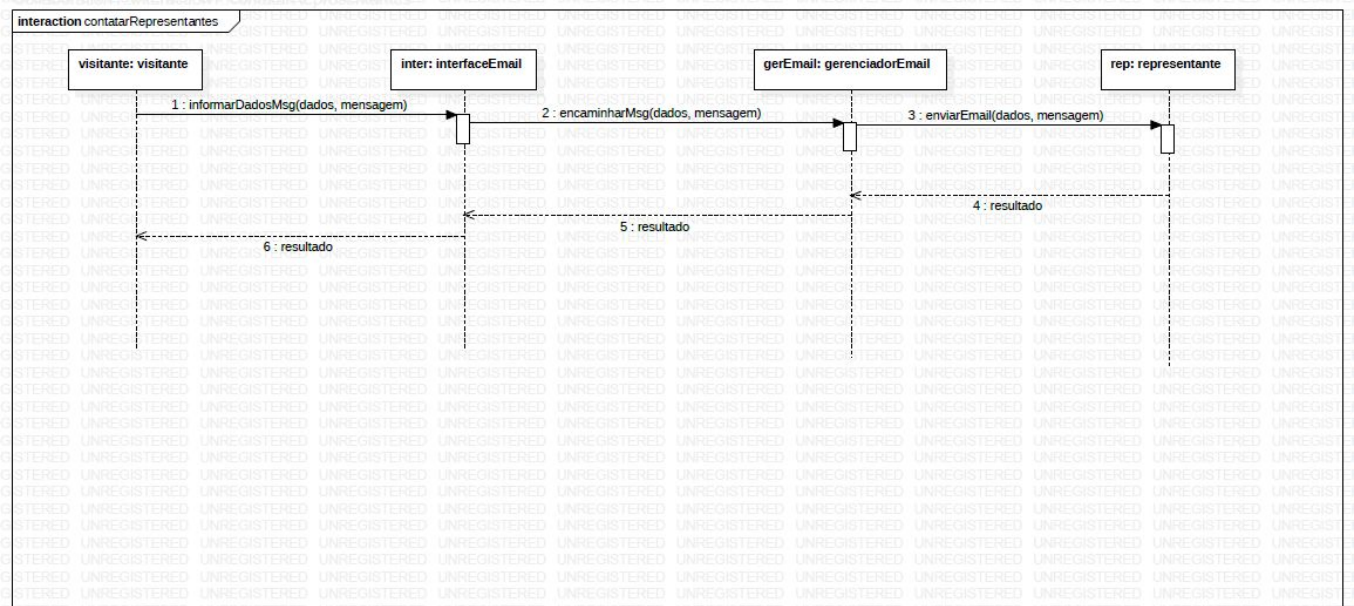 interaction contatarRepresentantes
visitante: visitante
inter: interfaceEmail
gerEmail: gerenciadorEmail
rep: representante
1 : informarDadosMsg(dados, mensagem)
2 : encaminharMsg(dados, mensagem)
3 : enviarEmail(dados, mensagem)
4 : resultado
5 : resultado
6 : resultado
UNREGISTERED